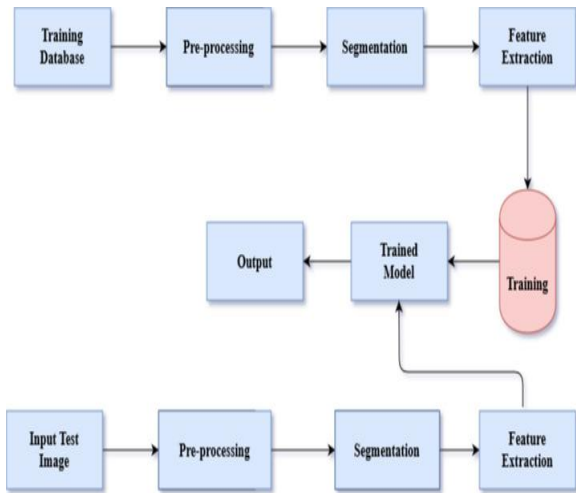 Training
Database
Pre-processing
Segmentation
Feature
Extraction
Output
Trained
Model
Training
Input Test
Image
Pre-processing
Segmentation
Feature
Extraction